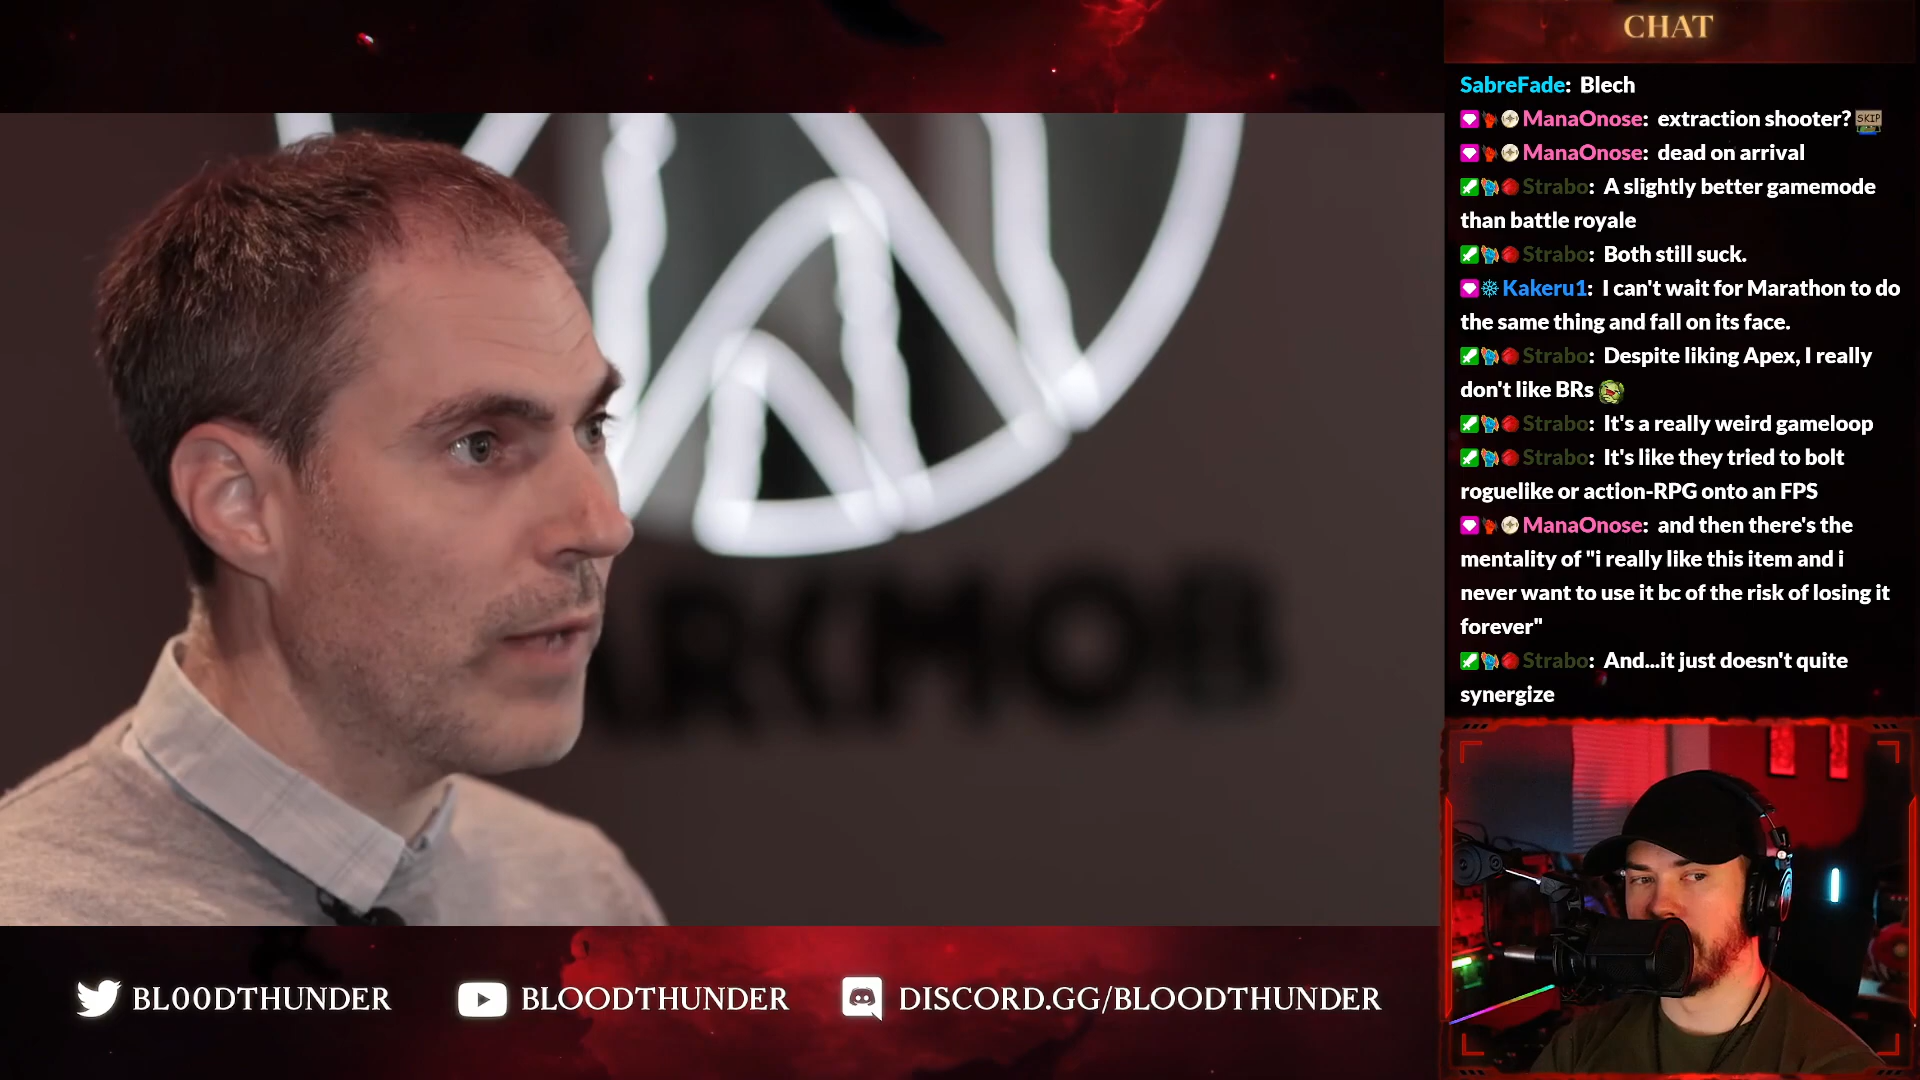 CHAT
SabreFade: Blech
ManaOnose: extraction shooter? SKIP
ManaOnose: dead on arrival
Strabo: A slightly better gamemode
than battle royale
Strabo: Both still suck.
Kakeru1: I can't wait for Marathon to do
the same thing and fall on its face.
Strabo: Despite liking Apex, I really
don't like BRs
Strabo: It's a really weird gameloop
Strabo: It's like they tried to bolt
roguelike or action-RPG onto an FPS
ManaOnose: and then there's the
mentality of "i really like this item and i
never want to use it bc of the risk of losing it
forever"
Strabo: And...it just doesn't quite
synergize
BL00DTHUNDER
BLOODTHUNDER
DISCORD.GG/BLOODTHUNDER